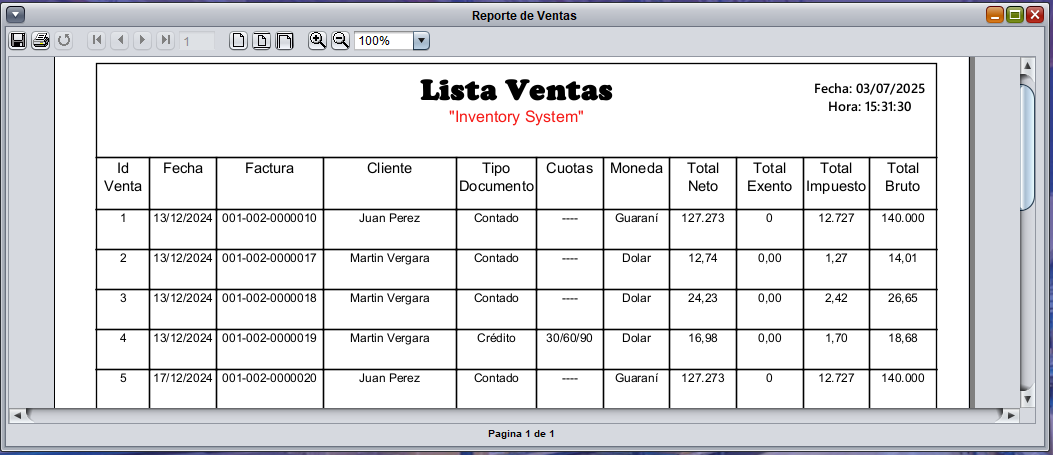 Reporte de Ventas
1
100%
Lista Ventas
"Inventory System"
Fecha: 03/07/2025
Hora: 15:31:30
Id Venta Fecha Factura Cliente Tipo Documento Cuotas Moneda Total Neto Total Exento Total Impuesto Total Bruto
1 13/12/2024 001-002-0000010 Juan Perez Contado ---- Guaraní 127.273 0 12.727 140.000
2 13/12/2024 001-002-0000017 Martin Vergara Contado ---- Dolar 12,74 0,00 1,27 14,01
3 13/12/2024 001-002-0000018 Martin Vergara Contado ---- Dolar 24,23 0,00 2,42 26,65
4 13/12/2024 001-002-0000019 Martin Vergara Crédito 30/60/90 Dolar 16,98 0,00 1,70 18,68
5 17/12/2024 001-002-0000020 Juan Perez Contado ---- Guaraní 127.273 0 12.727 140.000
Pagina 1 de 1